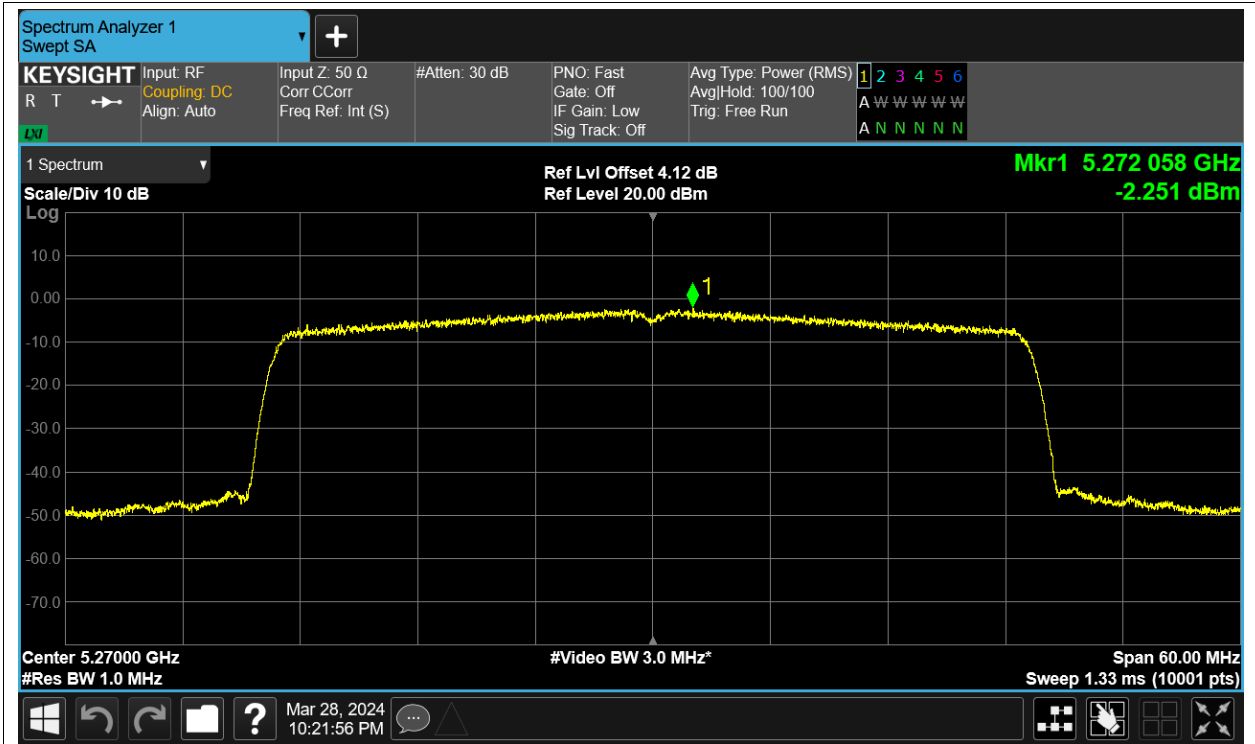 Spectrum Analyzer 1
Swept SA
KEYSIGHT
R T
LXI
Input: RF
Coupling: DC
Align: Auto
Input Z: 50 Ω
Corr CCorr
Freq Ref: Int (S)
#Atten: 30 dB
PNO: Fast
Gate: Off
IF Gain: Low
Sig Track: Off
Avg Type: Power (RMS)
Avg|Hold: 100/100
Trig: Free Run
1 2 3 4 5 6
A W W W W W
A N N N N N
1 Spectrum
Scale/Div 10 dB
Log
Ref Lvl Offset 4.12 dB
Ref Level 20.00 dBm
Mkr1 5.272 058 GHz
-2.251 dBm
1
10.0
0.00
-10.0
-20.0
-30.0
-40.0
-50.0
-60.0
-70.0
Center 5.27000 GHz
#Res BW 1.0 MHz
#Video BW 3.0 MHz*
Span 60.00 MHz
Sweep 1.33 ms (10001 pts)
?
Mar 28, 2024
10:21:56 PM